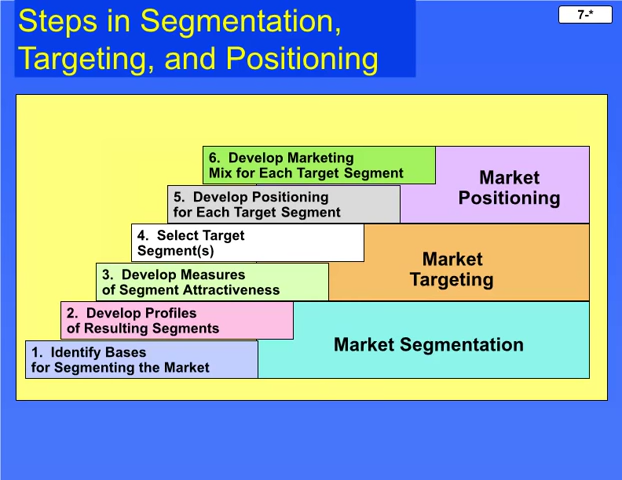 Steps in Segmentation,
Targeting, and Positioning
7-*
6. Develop Marketing
Mix for Each Target Segment
Market
Positioning
5. Develop Positioning
for Each Target Segment
4. Select Target
Segment(s)
Market
Targeting
3. Develop Measures
of Segment Attractiveness
2. Develop Profiles
of Resulting Segments
Market Segmentation
1. Identify Bases
for Segmenting the Market